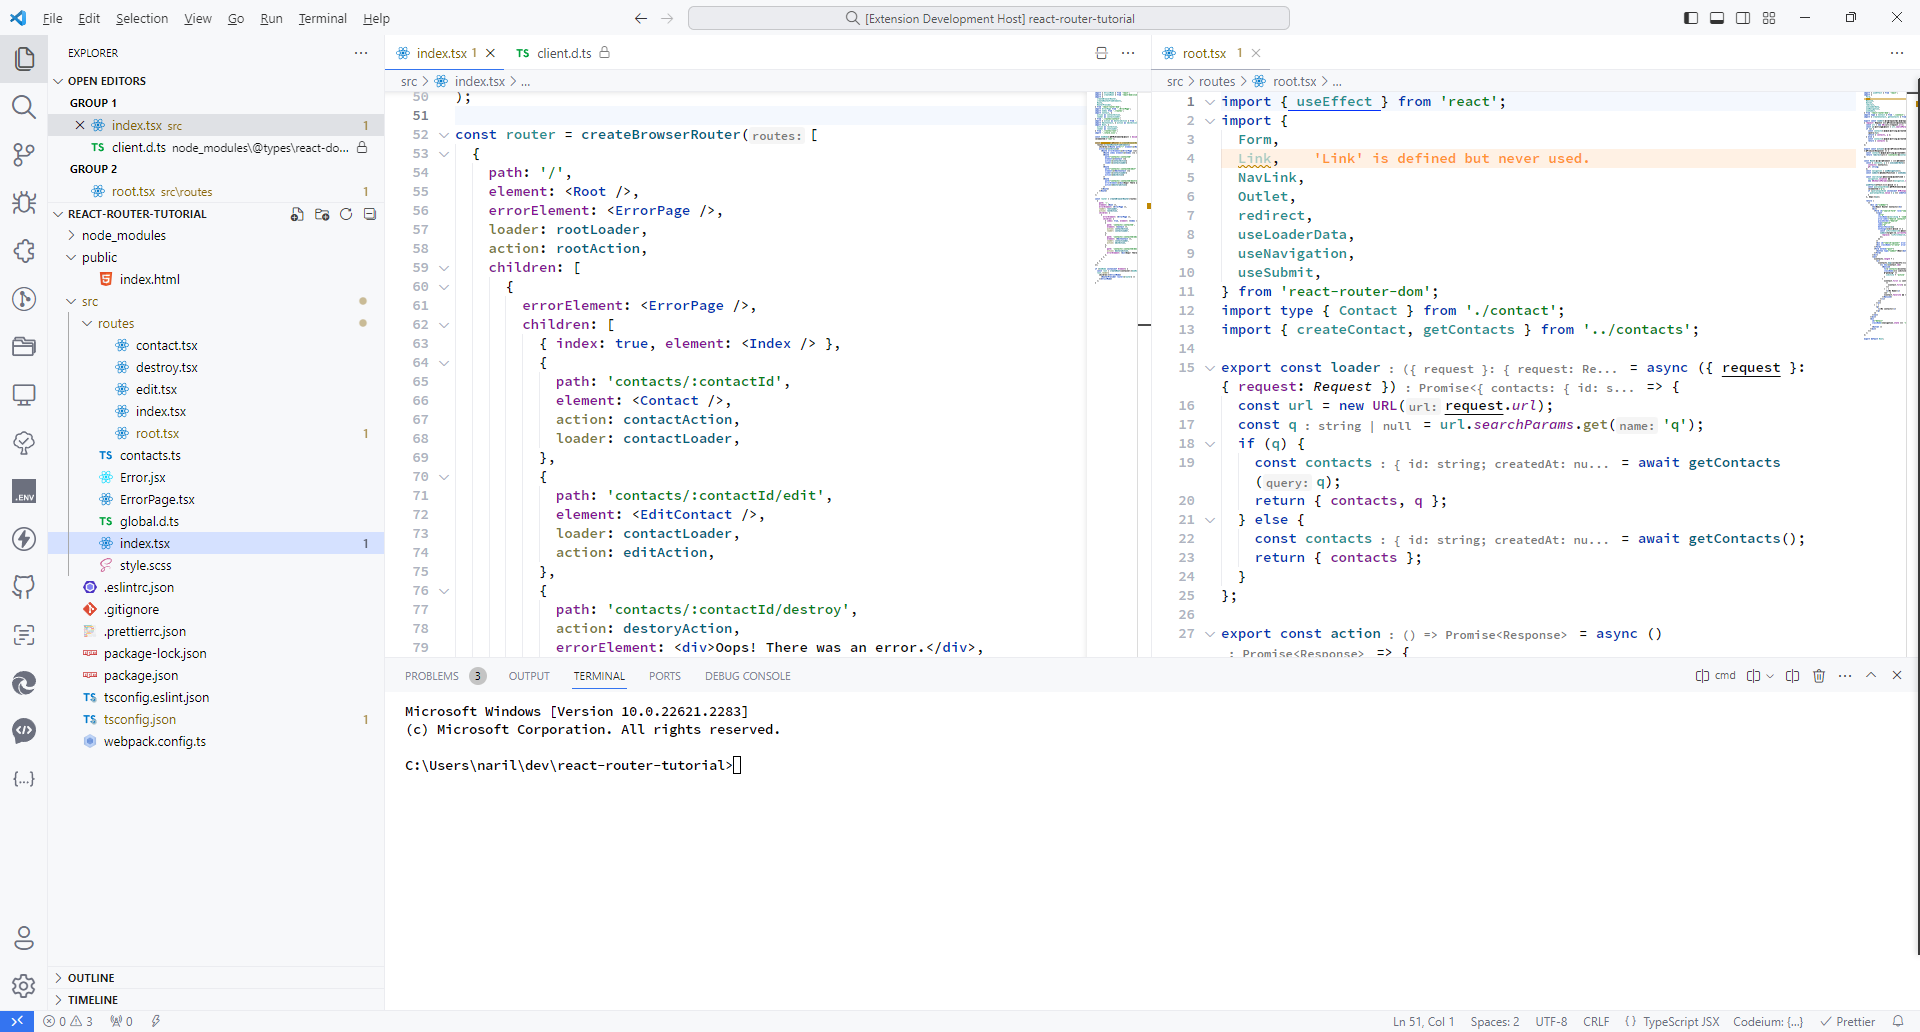 File Edit Selection View Go Run Terminal Help
[Extension Development Host] react-router-tutorial
EXPLORER
OPEN EDITORS
GROUP 1
index.tsx src 1
client.d.ts node_modules\@types\react-do...
GROUP 2
root.tsx src\routes 1
REACT-ROUTER-TUTORIAL
node_modules
public
index.html
src
routes
contact.tsx
destroy.tsx
edit.tsx
index.tsx
root.tsx 1
contacts.ts
Error.jsx
ErrorPage.tsx
global.d.ts
index.tsx 1
style.scss
.eslintrc.json
.gitignore
.prettierrc.json
package-lock.json
package.json
tsconfig.eslint.json
tsconfig.json 1
webpack.config.ts
OUTLINE
TIMELINE
index.tsx 1
TS client.d.ts
src > index.tsx > ...
50 );
51
52 const router = createBrowserRouter(routes: [
53 {
54 path: '/',
55 element: <Root />,
56 errorElement: <ErrorPage />,
57 loader: rootLoader,
58 action: rootAction,
59 children: [
60 {
61 errorElement: <ErrorPage />,
62 children: [
63 { index: true, element: <Index /> },
64 {
65 path: 'contacts/:contactId',
66 element: <Contact />,
67 action: contactAction,
68 loader: contactLoader,
69 },
70 {
71 path: 'contacts/:contactId/edit',
72 element: <EditContact />,
73 loader: contactLoader,
74 action: editAction,
75 },
76 {
77 path: 'contacts/:contactId/destroy',
78 action: destoryAction,
79 errorElement: <div>Oops! There was an error.</div>,
root.tsx 1
src > routes > root.tsx > ...
1 import { useEffect } from 'react';
2 import {
3 Form,
4 Link, 'Link' is defined but never used.
5 NavLink,
6 Outlet,
7 redirect,
8 useLoaderData,
9 useNavigation,
10 useSubmit,
11 } from 'react-router-dom';
12 import type { Contact } from './contact';
13 import { createContact, getContacts } from '../contacts';
14
15 export const loader : ({ request }: { request: Re... = async ({ request }:
{ request: Request }) : Promise<{ contacts: { id: s... => {
16 const url = new URL(url: request.url);
17 const q : string | null = url.searchParams.get(name: 'q');
18 if (q) {
19 const contacts : { id: string; createdAt: nu... = await getContacts
(query: q);
20 return { contacts, q };
21 } else {
22 const contacts : { id: string; createdAt: nu... = await getContacts();
23 return { contacts };
24 }
25 };
26
27 export const action : () => Promise<Response> = async ()
: Promise<Response> => {
PROBLEMS 3 OUTPUT TERMINAL PORTS DEBUG CONSOLE
cmd
Microsoft Windows [Version 10.0.22621.2283]
(c) Microsoft Corporation. All rights reserved.
C:\Users\naril\dev\react-router-tutorial>
0 3 0
Ln 51, Col 1 Spaces: 2 UTF-8 CRLF {} TypeScript JSX Codeium: {...} Prettier